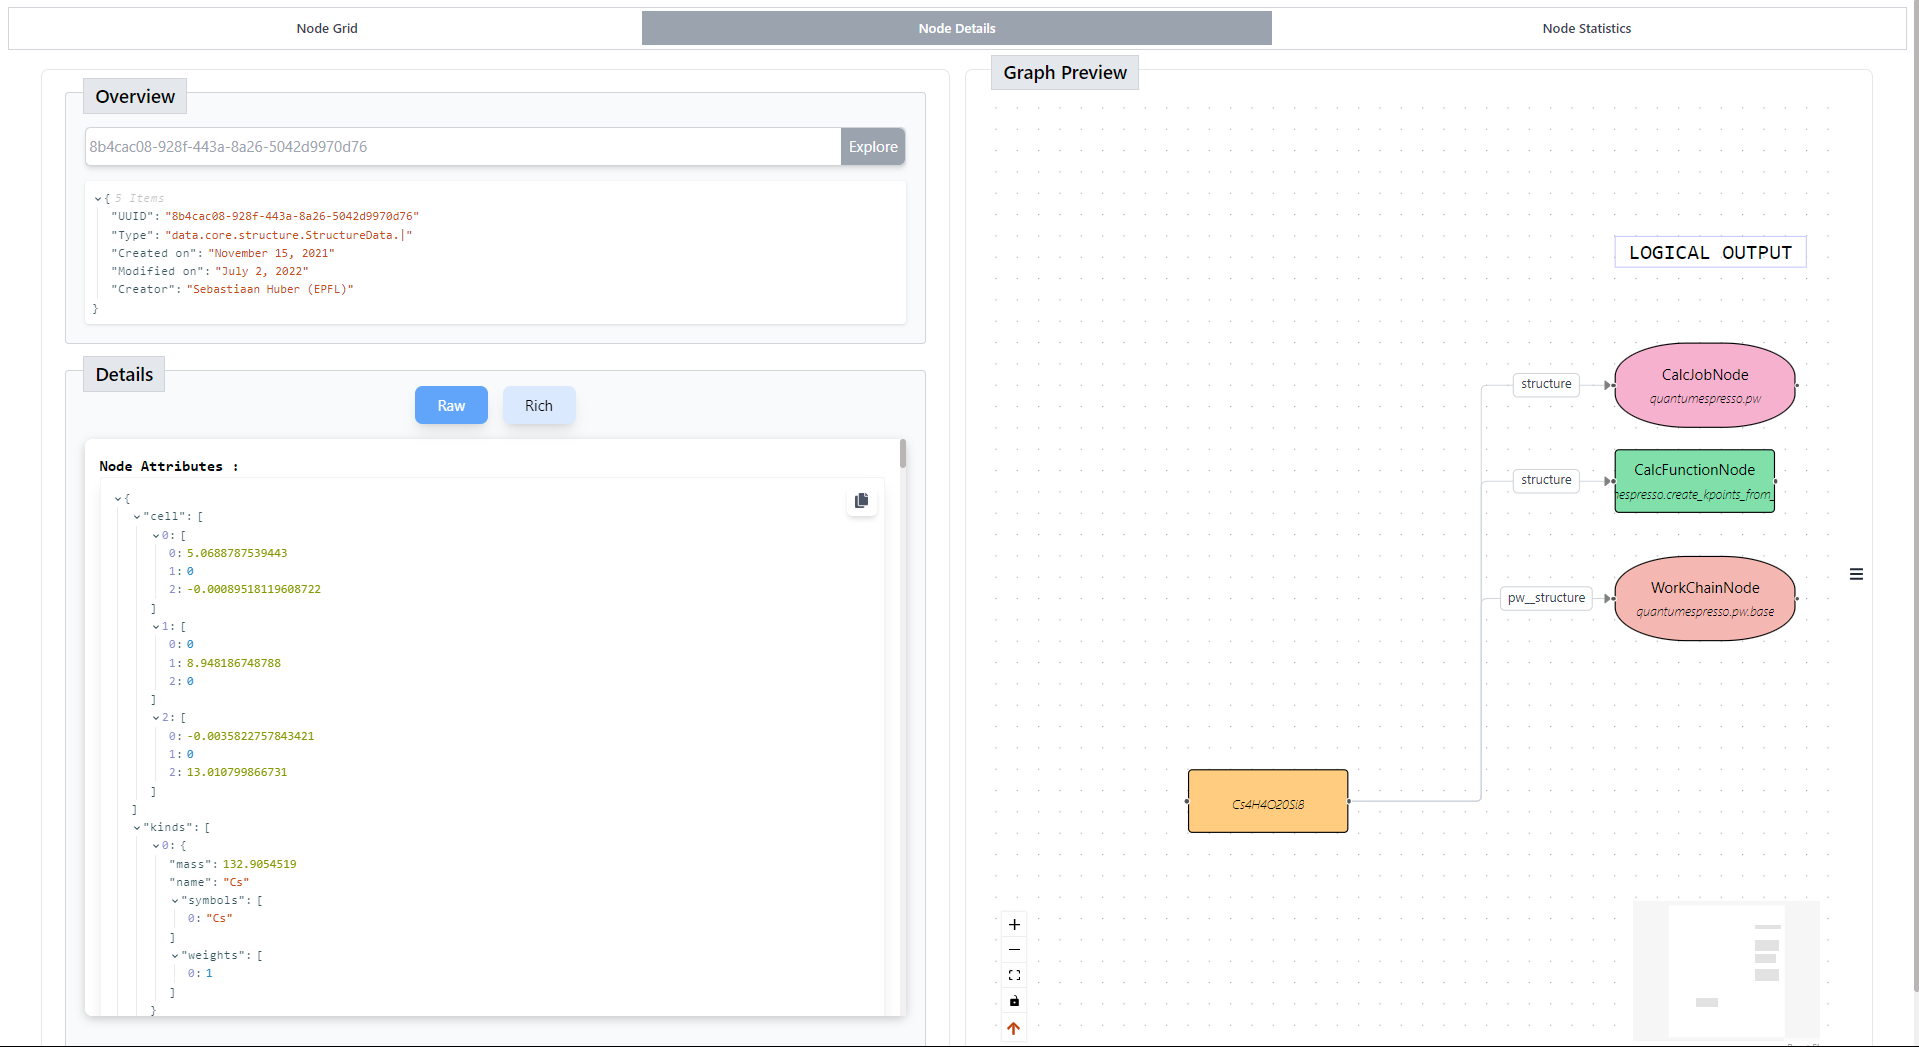 Node Grid
Node Details
Node Statistics
Overview
8b4cac08-928f-443a-8a26-5042d9970d76
Explore
{ 5 Items
"UUID": "8b4cac08-928f-443a-8a26-5042d9970d76"
"Type": "data.core.structure.StructureData.|"
"Created on": "November 15, 2021"
"Modified on": "July 2, 2022"
"Creator": "Sebastiaan Huber (EPFL)"
}
Details
Raw
Rich
Node Attributes :
{
"cell": [
0: [
0: 5.0688787539443
1: 0
2: -0.00089518119608722
]
1: [
0: 0
1: 8.948186748788
2: 0
]
2: [
0: -0.0035822757843421
1: 0
2: 13.010799866731
]
]
"kinds": [
0: {
"mass": 132.9054519
"name": "Cs"
"symbols": [
0: "Cs"
]
"weights": [
0: 1
]
}
Graph Preview
LOGICAL OUTPUT
structure
CalcJobNode
quantumespresso.pw
structure
CalcFunctionNode
espresso.create_kpoints_from_
pw__structure
WorkChainNode
quantumespresso.pw.base
Cs4H4O20Si8